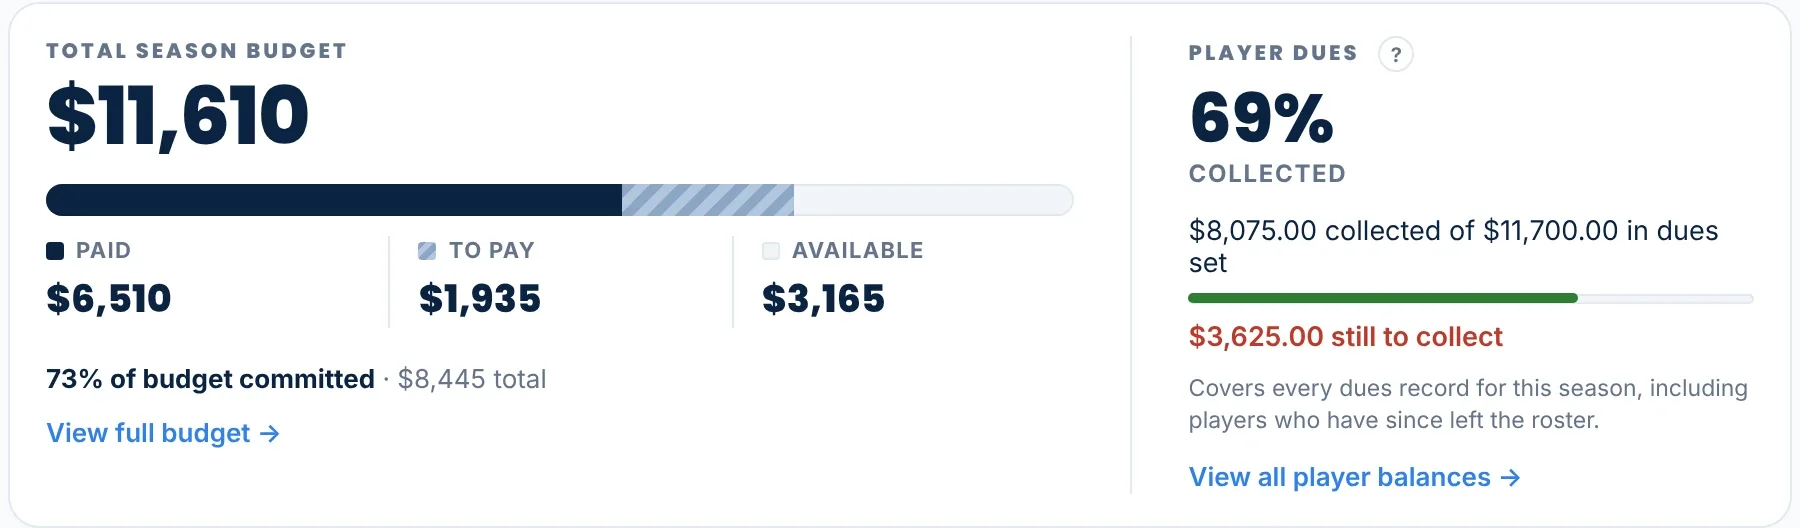 TOTAL SEASON BUDGET
$11,610
PAID
$6,510
TO PAY
$1,935
AVAILABLE
$3,165
73% of budget committed · $8,445 total
View full budget →
PLAYER DUES ?
69%
COLLECTED
$8,075.00 collected of $11,700.00 in dues
set
$3,625.00 still to collect
Covers every dues record for this season, including
players who have since left the roster.
View all player balances →